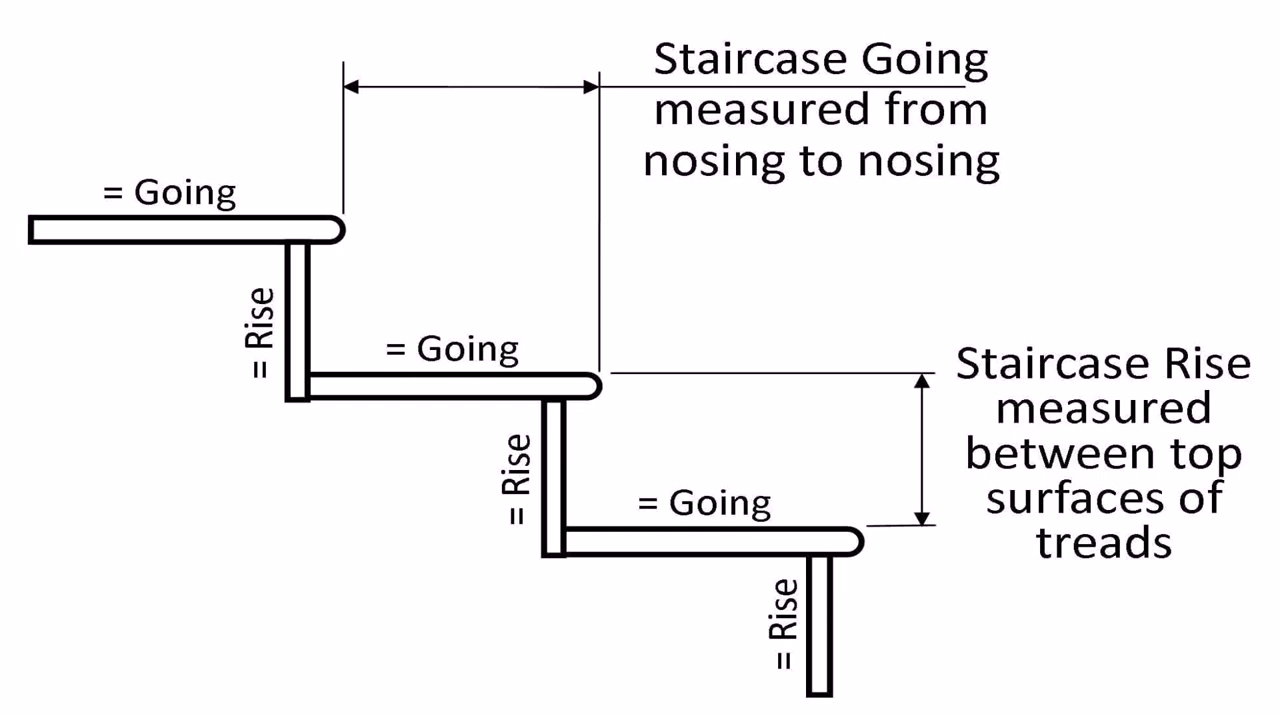 Staircase Going
measured from
nosing to nosing
= Going
= Rise
= Going
Staircase Rise
measured
between top
surfaces of
treads
= Rise
= Going
= Rise